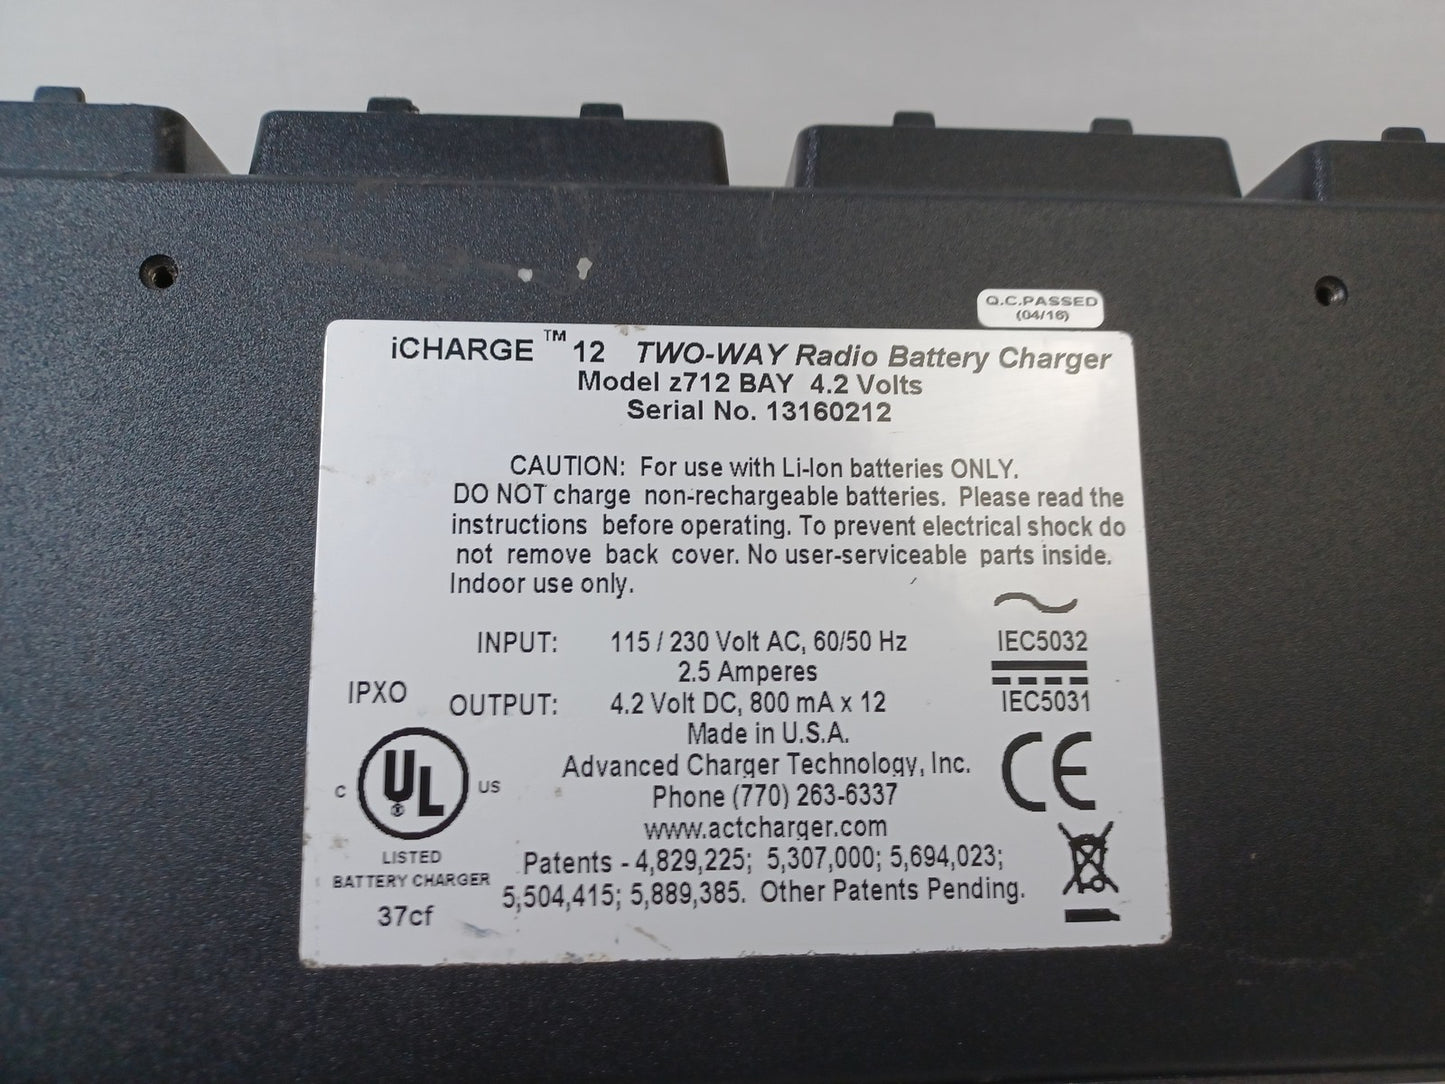 Q.C.PASSED
(04/16)
iCHARGE ™ 12 TWO-WAY Radio Battery Charger
Model z712 BAY 4.2 Volts
Serial No. 13160212
CAUTION: For use with Li-Ion batteries ONLY.
DO NOT charge non-rechargeable batteries. Please read the
instructions before operating. To prevent electrical shock do
not remove back cover. No user-serviceable parts inside.
Indoor use only.
INPUT: 115 / 230 Volt AC, 60/50 Hz
2.5 Amperes
IEC5032
IPXO
OUTPUT: 4.2 Volt DC, 800 mA x 12
IEC5031
Made in U.S.A.
Advanced Charger Technology, Inc.
Phone (770) 263-6337
www.actcharger.com
Patents - 4,829,225; 5,307,000; 5,694,023;
5,504,415; 5,889,385. Other Patents Pending.
C UL ® US
LISTED
BATTERY CHARGER
37cf
CE